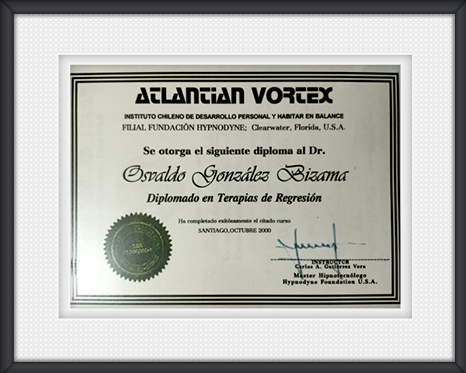 ATLANTIAN VORTEX
INSTITUTO CHILENO DE DESARROLLO PERSONAL Y HABITAR EN BALANCE
FILIAL FUNDACIÓN HYPNODYNE; Clearwater, Florida, U.S.A.
Se otorga el siguiente diploma al Dr.
Osvaldo González Bizama
Diplomado en Terapias de Regresión
Ha completado exitósamente el citado curso
SANTIAGO, OCTUBRE 2000
INSTRUCTOR
Carlos A. Gutiérrez Vera
Master Hipnoternólogo
Hypnodyne Foundation U.S.A.